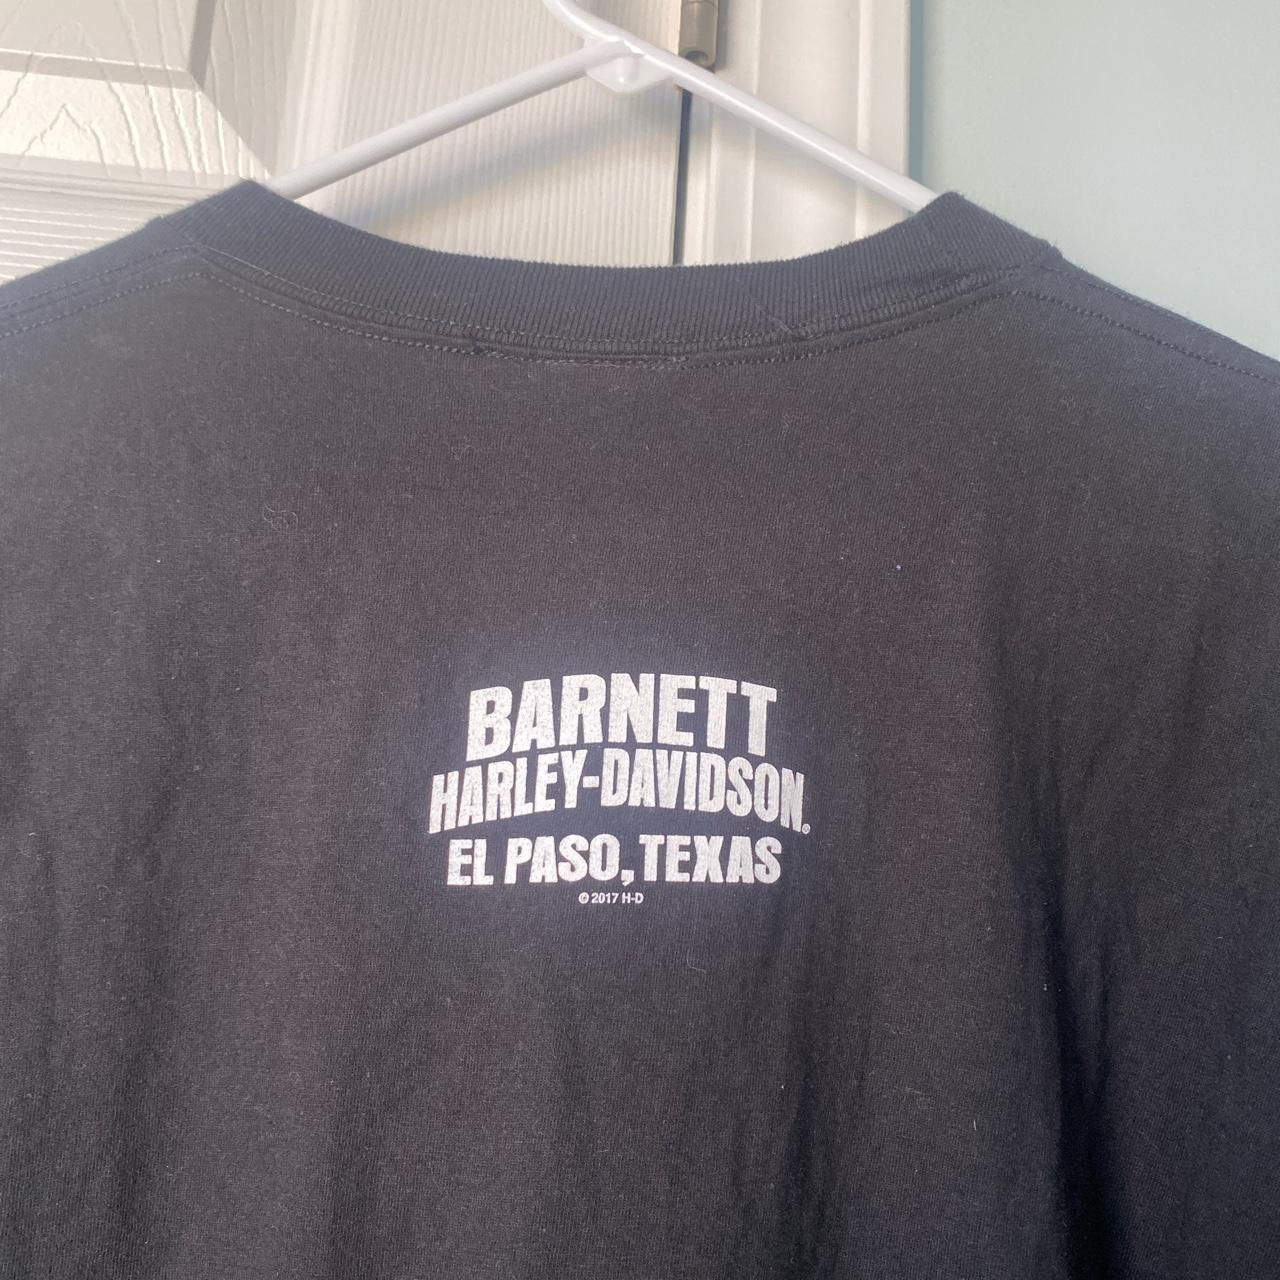 BARNETT
HARLEY-DAVIDSON®
EL PASO, TEXAS
© 2017 H-D